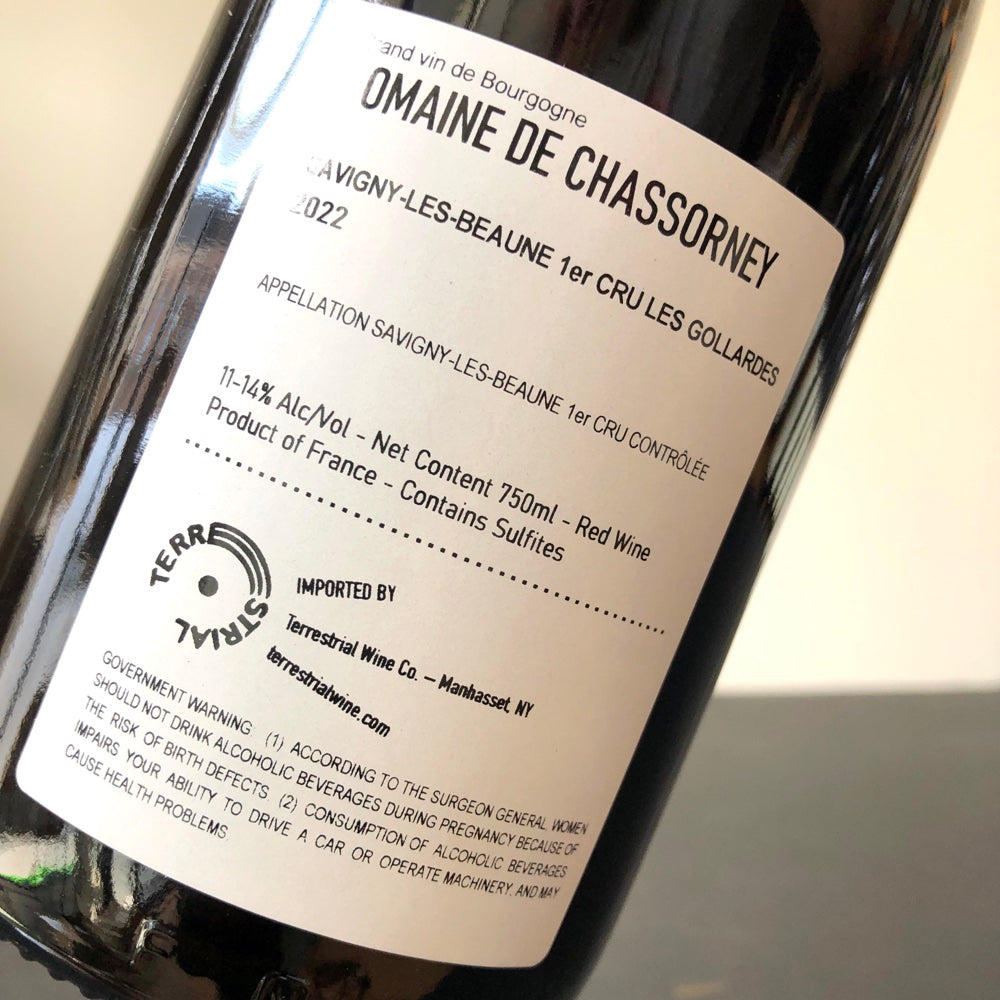 rand vin de Bourgogne
OMAINE DE CHASSORNEY
SAVIGNY-LES-BEAUNE 1er CRU LES GOLLARDES
2022
APPELLATION SAVIGNY-LES-BEAUNE 1er CRU CONTRÔLÉE
11-14% Alc/Vol - Net Content 750ml - Red Wine
Product of France - Contains Sulfites
TERRESTRIAL
IMPORTED BY
Terrestrial Wine Co. – Manhasset, NY
terrestrialwine.com
GOVERNMENT WARNING (1) ACCORDING TO THE SURGEON GENERAL, WOMEN
SHOULD NOT DRINK ALCOHOLIC BEVERAGES DURING PREGNANCY BECAUSE OF
THE RISK OF BIRTH DEFECTS. (2) CONSUMPTION OF ALCOHOLIC BEVERAGES
IMPAIRS YOUR ABILITY TO DRIVE A CAR OR OPERATE MACHINERY, AND MAY
CAUSE HEALTH PROBLEMS.